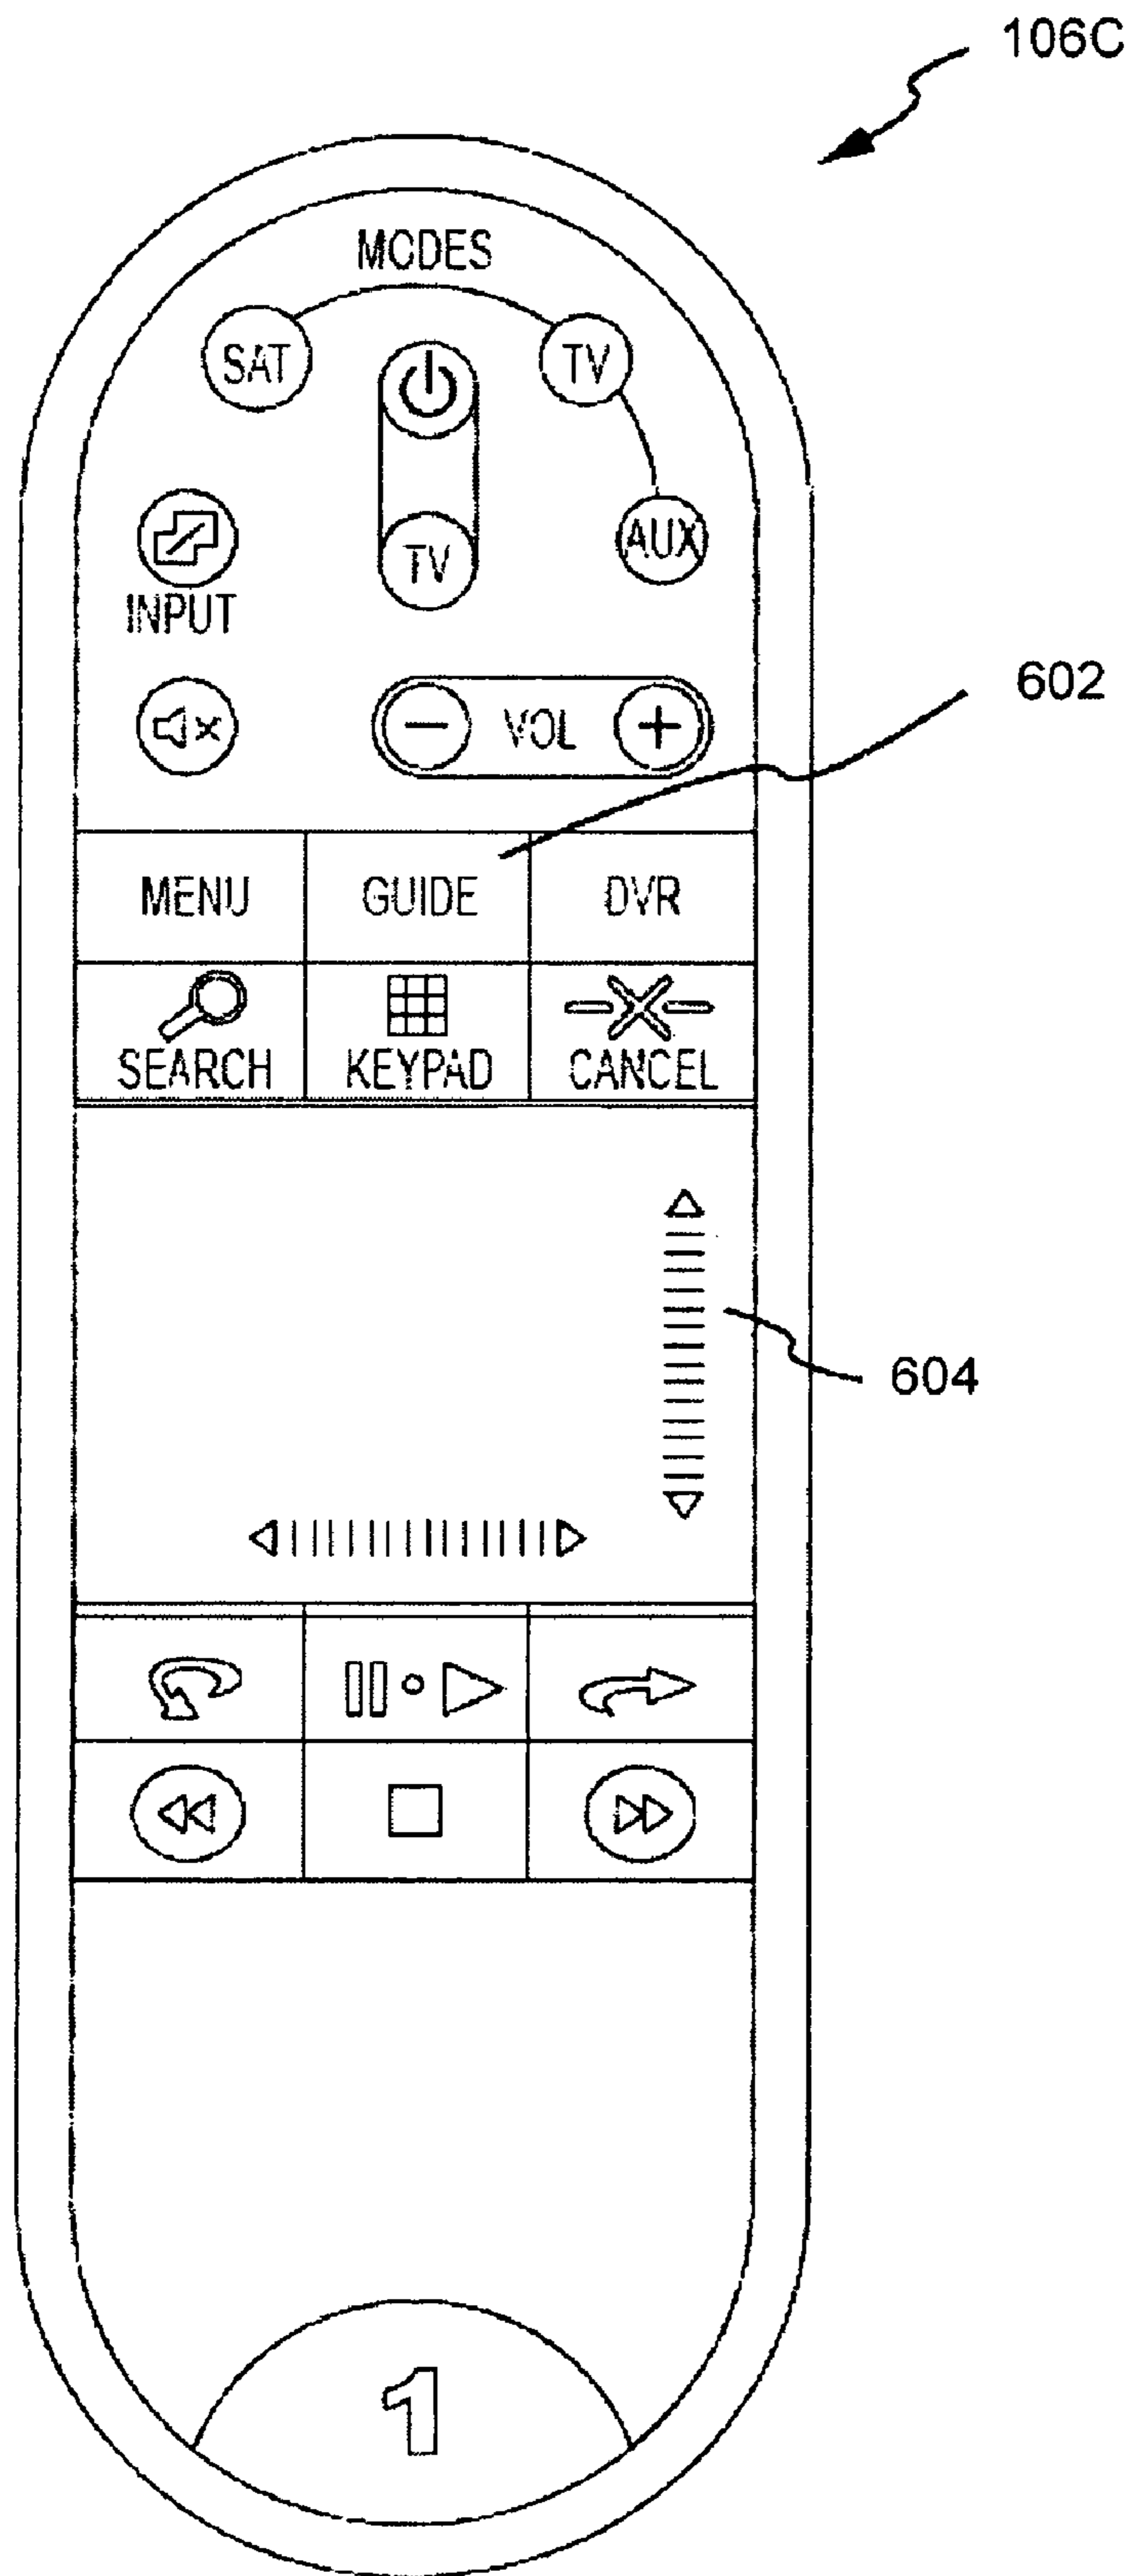 106C
MODES
SAT
TV
TV
AUX
INPUT
602
VOL
MENU GUIDE DVR
SEARCH KEYPAD CANCEL
604
1